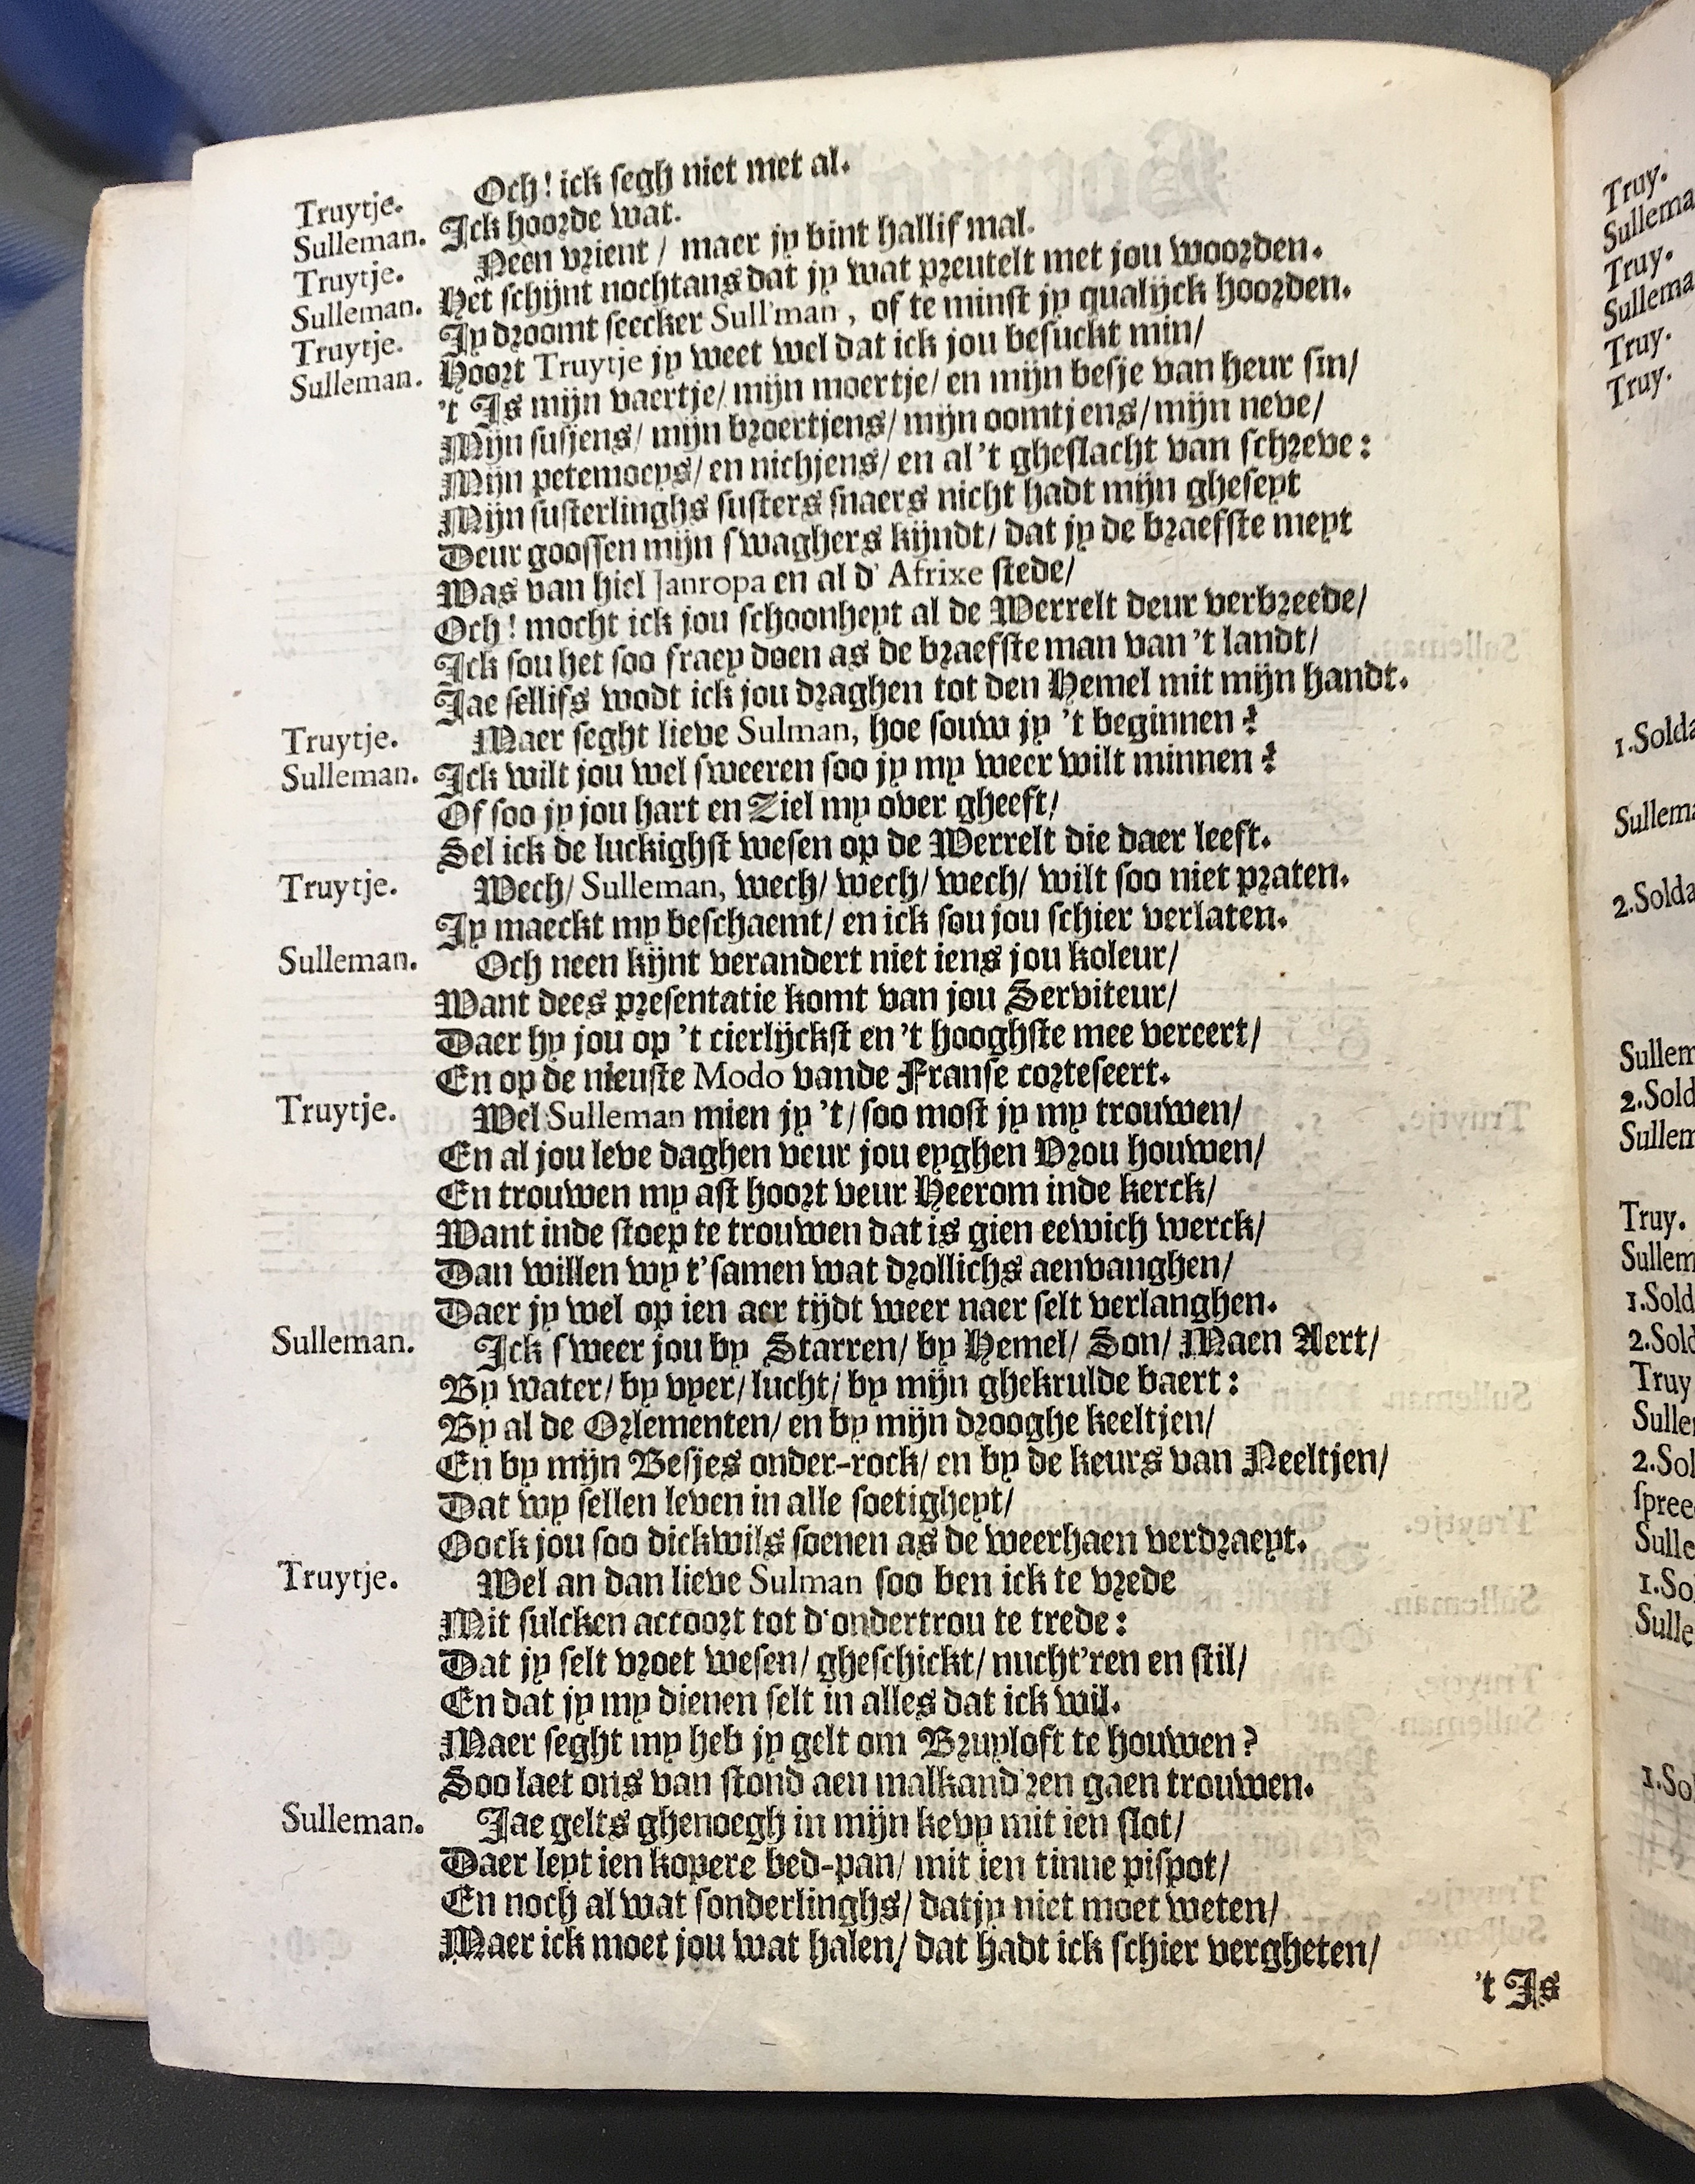 Truytje. Och! ick segh niet met al.
Sulleman. Ick hoorde wat.
Truytje. Neen vrient / maer jy bint hallif mal.
Sulleman. Het schijnt nochtans dat jy wat preutelt met jou woorden.
Truytje. Jy droomt seecker Sull'man, of te minst jy qualijck hoorden.
Sulleman. Hoort Truytje jy weet wel dat ick jou besuckt min/
't Is mijn vaertje/ mijn moertje/ en mijn besje van heur sin/
Mijn susjens/ mijn broertjens/ mijn oomtjens/ mijn neve/
Mijn petemoeys/ en nichjens/ en al 't gheslacht van schreve:
Mijn susterlinghs susters snaers nicht hadt mijn gheseyt
Deur goossen mijn swaghers kijndt/ dat jy de braefste meyt
Was van hiel Janropa en al d' Afrixe stede/
Och! mocht ick jou schoonheyt al de Werrelt deur verbreede/
Ick sou het soo fraey doen as de braefste man van 't landt/
Jae sellifs wodt ick jou draghen tot den Hemel mit mijn handt.
Truytje. Maer seght lieve Sulman, hoe souw jy 't beginnen?
Sulleman. Ick wilt jou wel sweeren soo jy my weer wilt minnen?
Of soo jy jou hart en Ziel my over gheeft/
Sel ick de luckighst wesen op de Werrelt die daer leeft.
Truytje. Wech/ Sulleman, wech/ wech/ wech/ wilt soo niet praten.
Jy maeckt my beschaemt/ en ick sou jou schier verlaten.
Sulleman. Och neen kijnt verandert niet iens jou koleur/
Want dees presentatie komt van jou Serviteur/
Daer hy jou op 't cierlijckst en 't hooghste mee vereert/
En op de nieuste Modo vande Franse corteseert.
Truytje. Wel Sulleman mien jy 't/ soo most jy my trouwen/
En al jou leve daghen veur jou eyghen Vrou houwen/
En trouwen my ast hoort veur Heerom inde kerck/
Want inde stoep te trouwen dat is gien eewich werck/
Dan willen wy t'samen wat drollichs aenvanghen/
Daer jy wel op ien aer tijdt weer naer selt verlanghen.
Sulleman. Ick sweer jou by Starren/ by Hemel/ Son/ Maen Aert/
By water/ by vyer/ lucht/ by mijn ghekrulde baert:
By al de Orlementen/ en by mijn drooghe keeltjen/
En by mijn Besjes onder-rock/ en by de keurs van Neeltjen/
Dat wy sellen leven in alle soetigheyt/
Oock jou soo dickwils soenen as de weerhaen verdraeyt.
Truytje. Wel an dan lieve Sulman soo ben ick te vrede
Mit sulcken accoort tot d'ondertrou te trede:
Dat jy selt vroet wesen/ gheschickt/ nucht'ren en stil/
En dat jy my dienen selt in alles dat ick wil.
Maer seght my heb jy gelt om Bruyloft te houwen?
Soo laet ons van stond aen malkand'ren gaen trouwen.
Sulleman. Jae gelts ghenoegh in mijn kevy mit ien slot/
Daer leyt ien kopere bed-pan/ mit ien tinne pispot/
En noch al wat sonderlinghs/ dat jy niet moet weten/
Maer ick moet jou wat halen/ dat hadt ick schier vergheten/
't Is
Truy.
Truy.
Truy.
Truy.
1.Solda
2.Solda
2.Sold
Truy.
1.Sold
Truy
spree